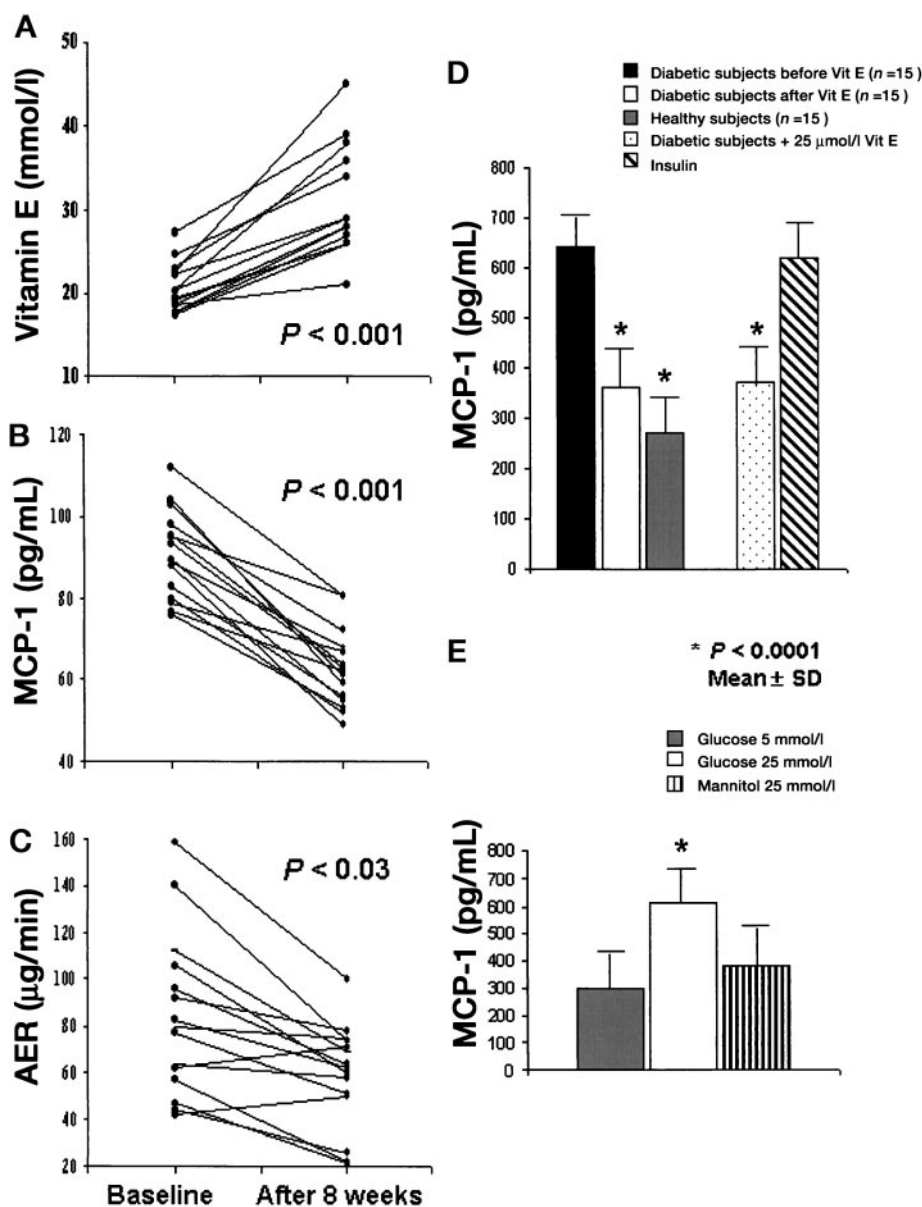 A
50
40
30
20
10
Vitamin E (mmol/l)
P < 0.001
B
120
100
80
60
40
MCP-1 (pg/mL)
P < 0.001
C
160
140
120
100
80
60
40
20
AER (µg/min)
P < 0.03
Baseline After 8 weeks
D
Diabetic subjects before Vit E (n =15)
Diabetic subjects after Vit E (n =15)
Healthy subjects (n =15)
Diabetic subjects + 25 µmol/l Vit E
Insulin
800
700
600
500
400
300
200
100
0
MCP-1 (pg/mL)
* * *
E
* P < 0.0001
Mean ± SD
Glucose 5 mmol/l
Glucose 25 mmol/l
Mannitol 25 mmol/l
800
700
600
500
400
300
200
100
0
MCP-1 (pg/mL)
*